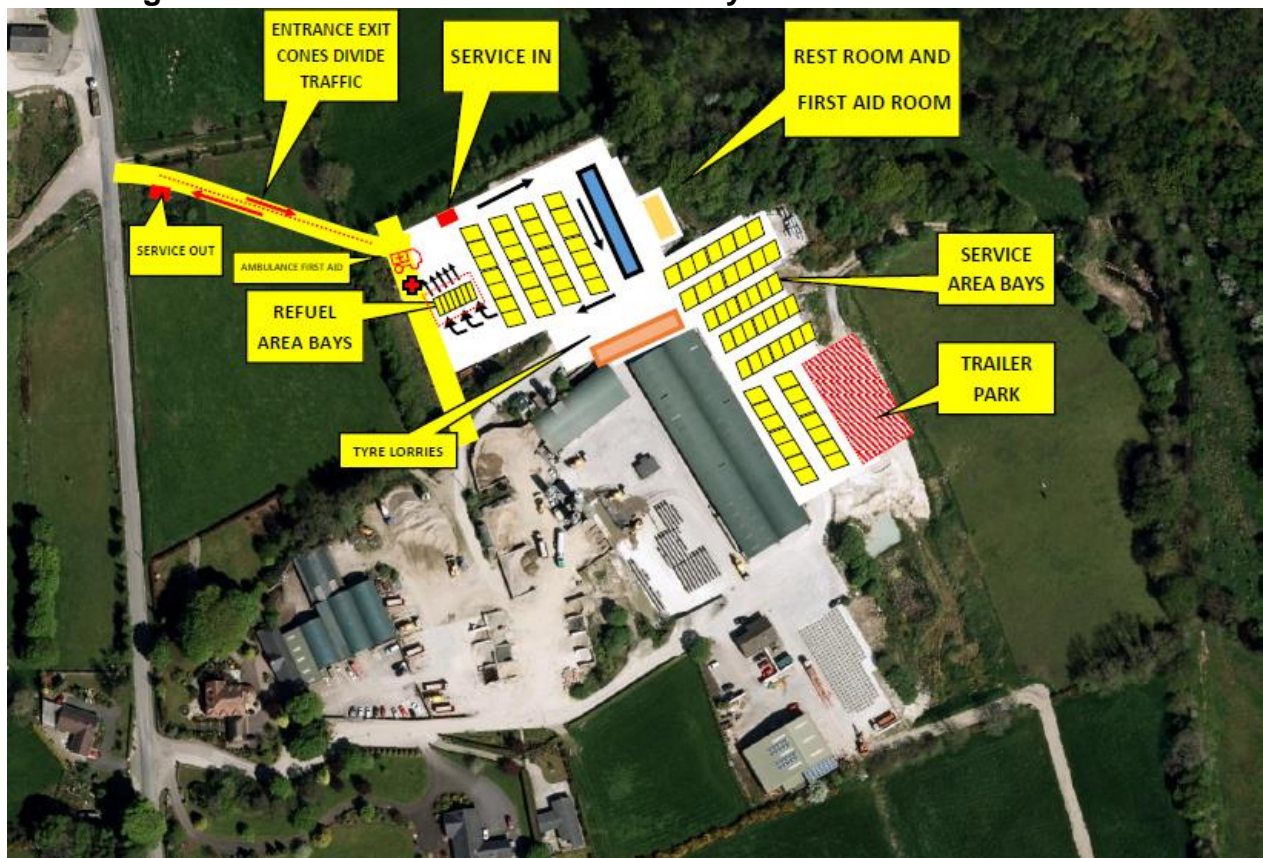 ENTRANCE EXIT
CONES DIVIDE
TRAFFIC
SERVICE IN
REST ROOM AND
FIRST AID ROOM
SERVICE OUT
AMBULANCE FIRST AID
REFUEL
AREA BAYS
SERVICE
AREA BAYS
TRAILER
PARK
TYRE LORRIES